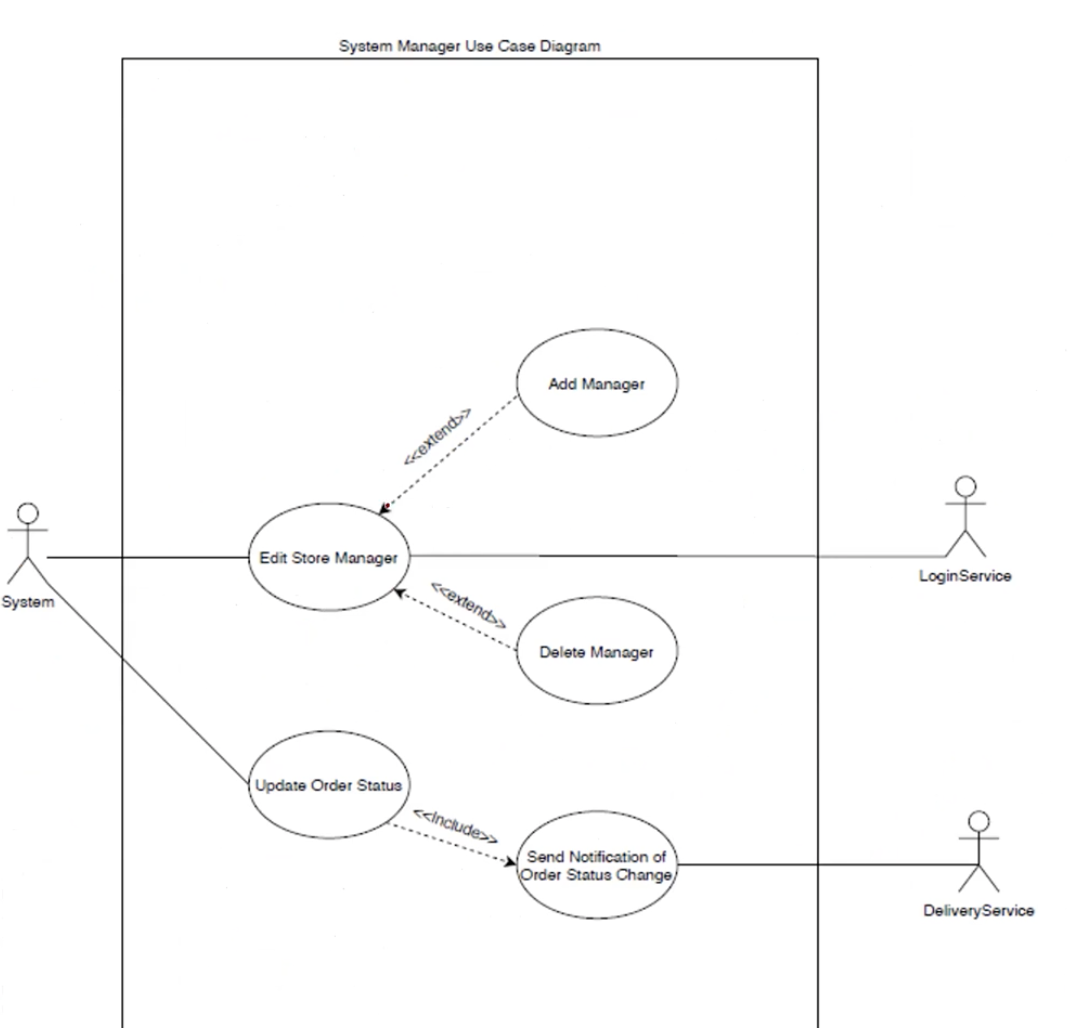 System Manager Use Case Diagram
Add Manager
<<extend>>
Edit Store Manager
LoginService
System
<<extend>>
Delete Manager
Update Order Status
<<Include>>
Send Notification of
Order Status Change
DeliveryService